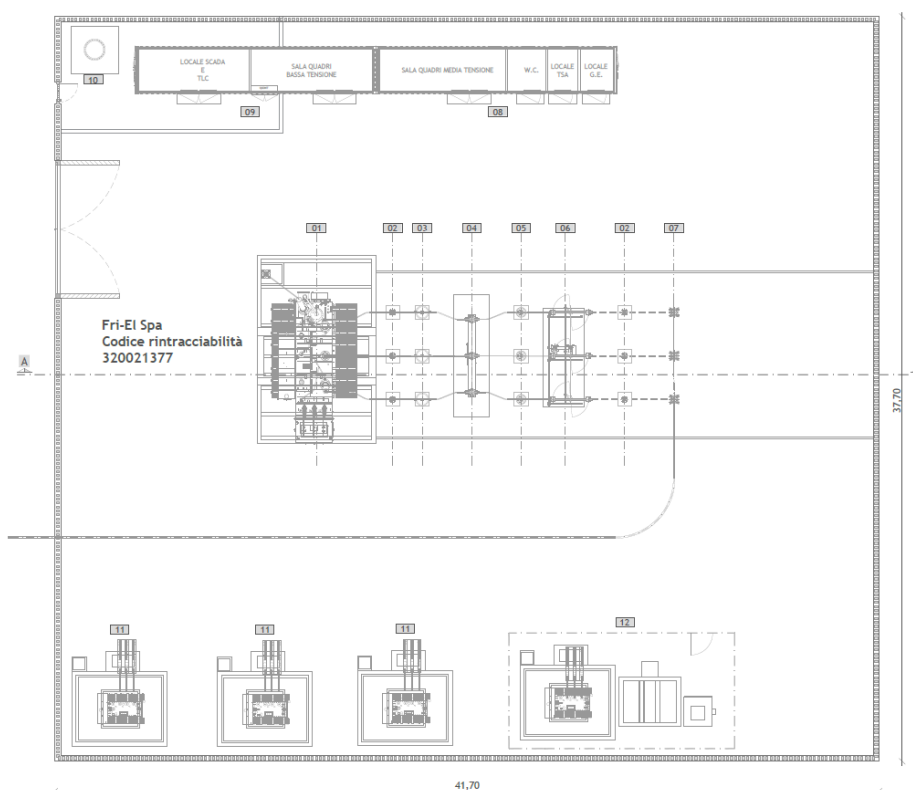 LOCALE SCADA
E
TLC
SALA QUADRI
BASSA TENSIONE
SALA QUADRI MEDIA TENSIONE
W.C.
LOCALE
TSA
LOCALE
G.E.
10
09
08
01
02
03
04
05
06
02
07
Fri-El Spa
Codice rintracciabilità
320021377
A
37,70
11
11
11
12
41,70